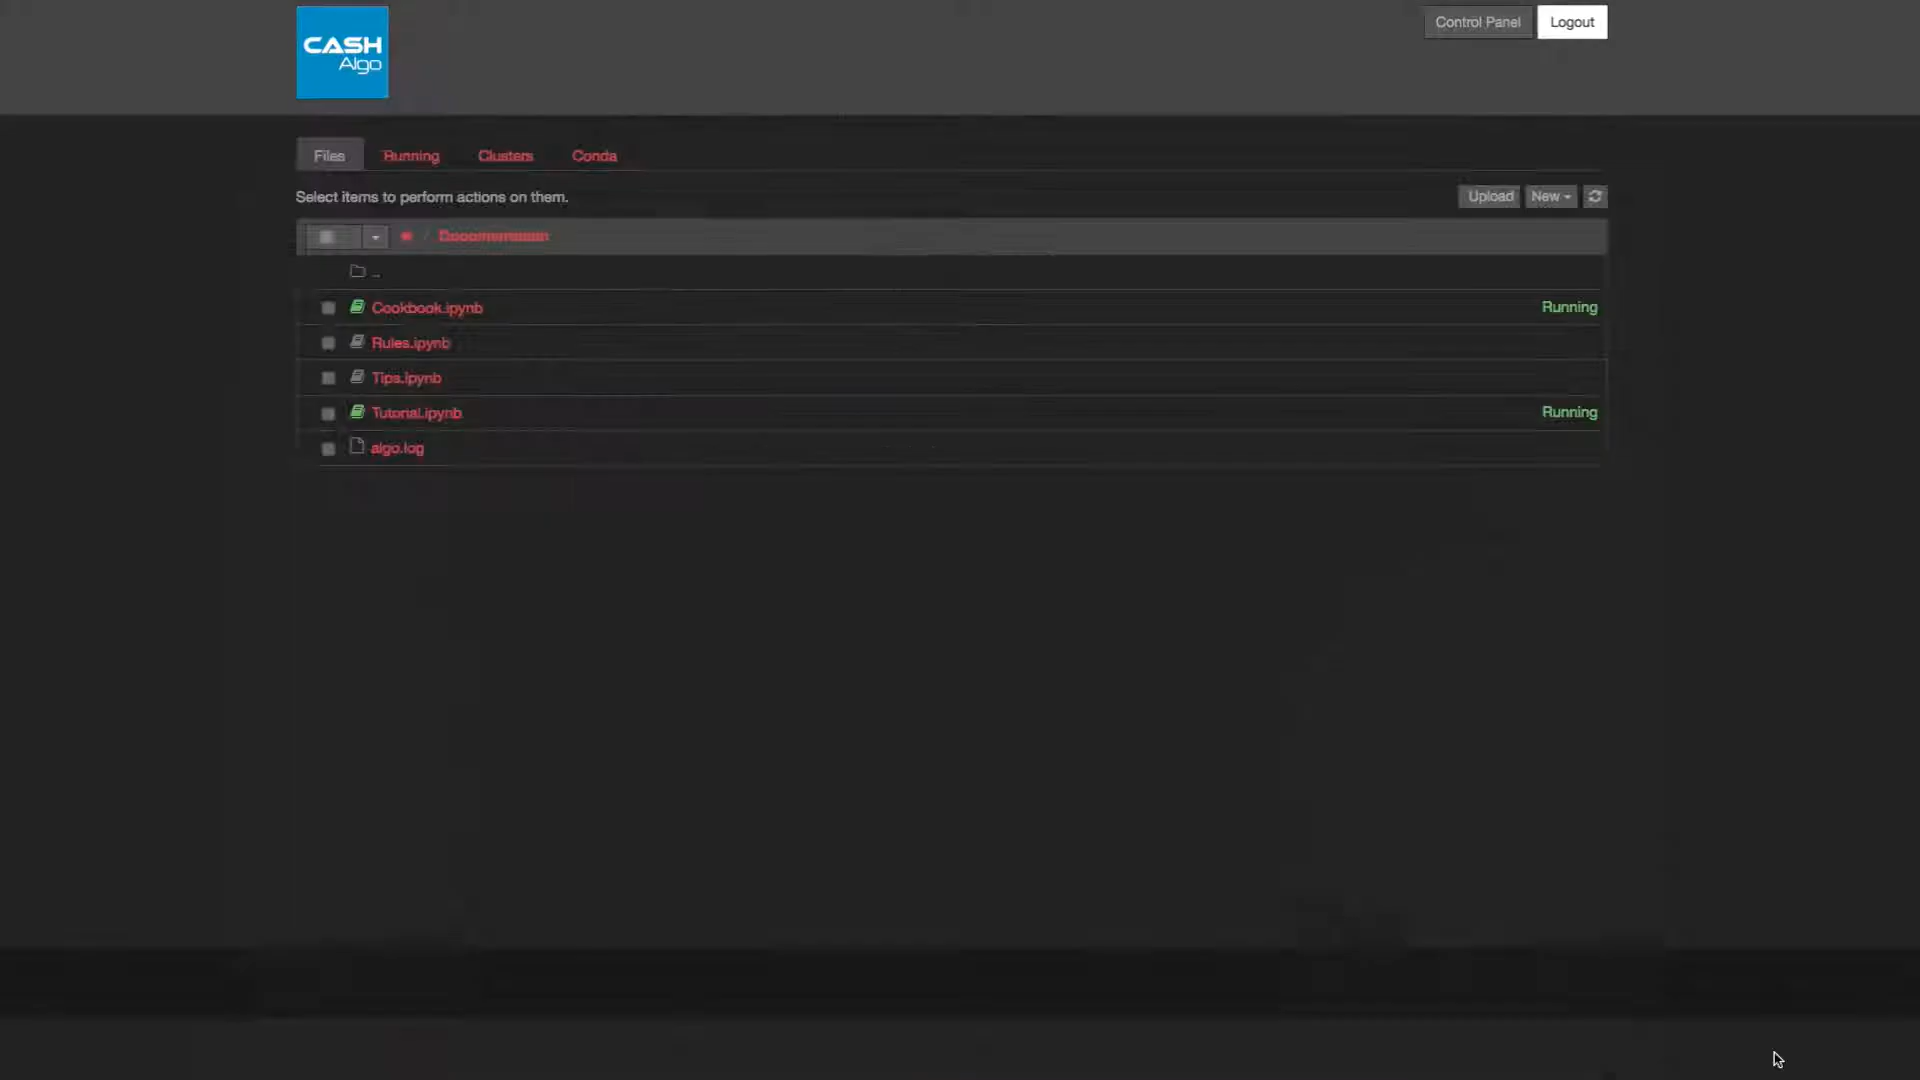 CASH
Algo
Control Panel
Logout
Files
Running
Clusters
Conda
Select items to perform actions on them.
Upload
New
/
..
Cookbook.ipynb
Running
Rules.ipynb
Tips.ipynb
Tutorial.ipynb
Running
algo.log